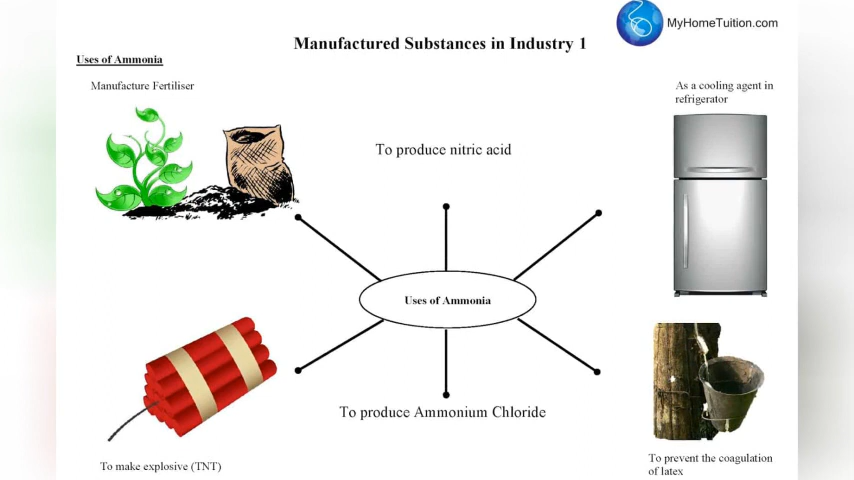 MyHomeTuition.com
Manufactured Substances in Industry 1
Uses of Ammonia
Manufacture Fertiliser
As a cooling agent in
refrigerator
To produce nitric acid
Uses of Ammonia
To produce Ammonium Chloride
To make explosive (TNT)
To prevent the coagulation
of latex